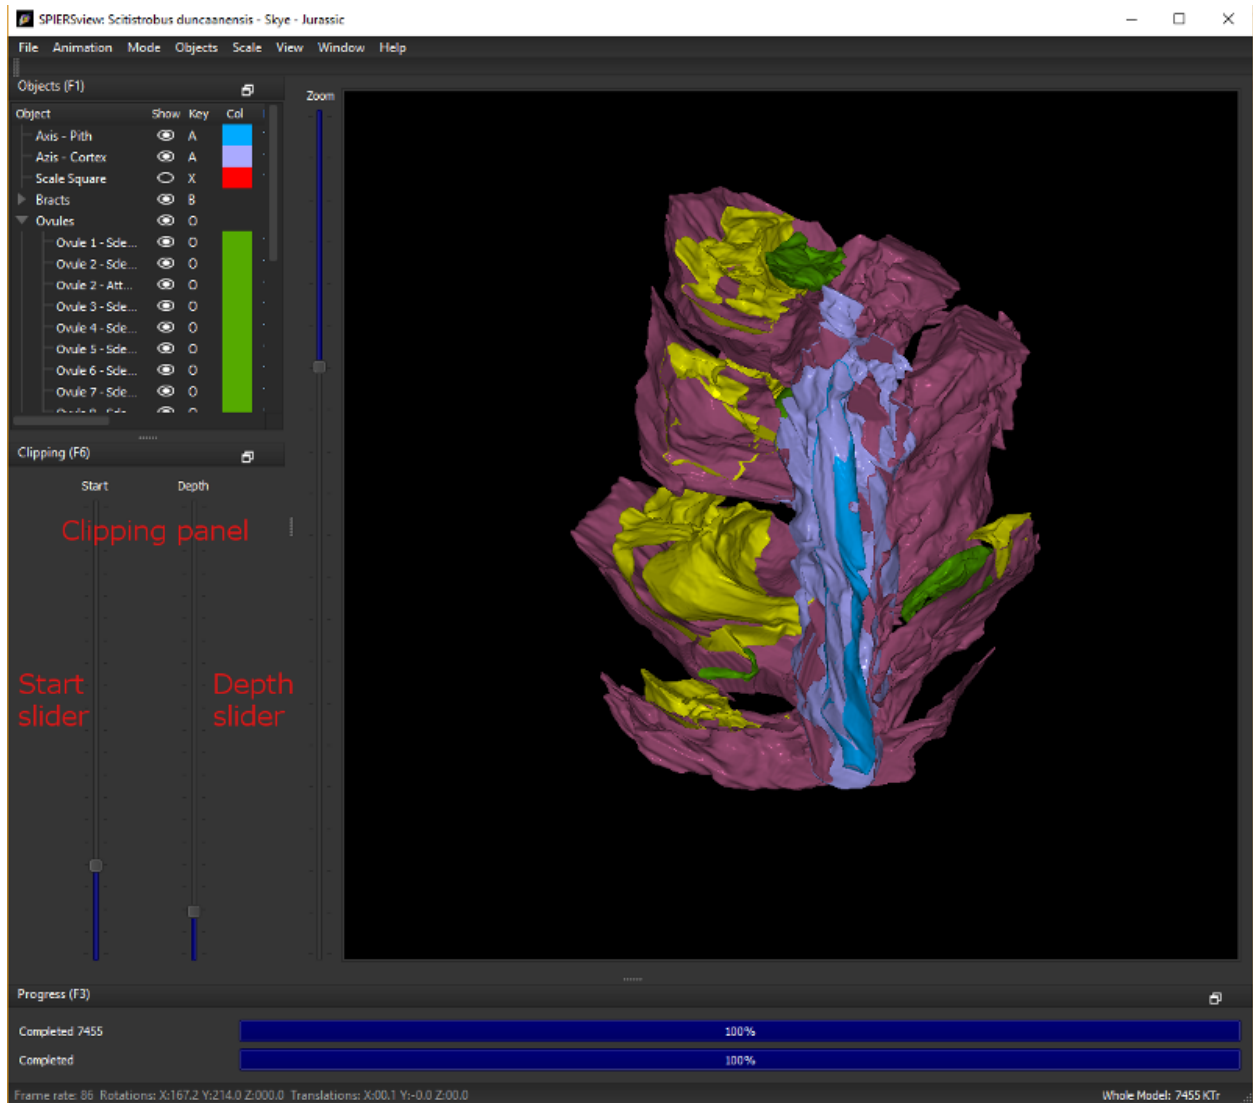 SPIERSview: Scitistrobus duncaanensis - Skye - Jurassic
File Animation Mode Objects Scale View Window Help
Objects (F1)
Object Show Key Col
Axis - Pith A
Azis - Cortex A
Scale Square X
Bracts B
Ovules O
Ovule 1 - Scle... O
Ovule 2 - Scle... O
Ovule 2 - Att... O
Ovule 3 - Scle... O
Ovule 4 - Scle... O
Ovule 5 - Scle... O
Ovule 6 - Scle... O
Ovule 7 - Scle... O
Zoom
Clipping (F6)
Start Depth
Clipping panel
Start slider
Depth slider
Progress (F3)
Completed 7455 100%
Completed 100%
Frame rate: 86 Rotations: X:167.2 Y:214.0 Z:000.0 Translations: X:00.1 Y:-0.0 Z:00.0 Whole Model: 7455 KTr